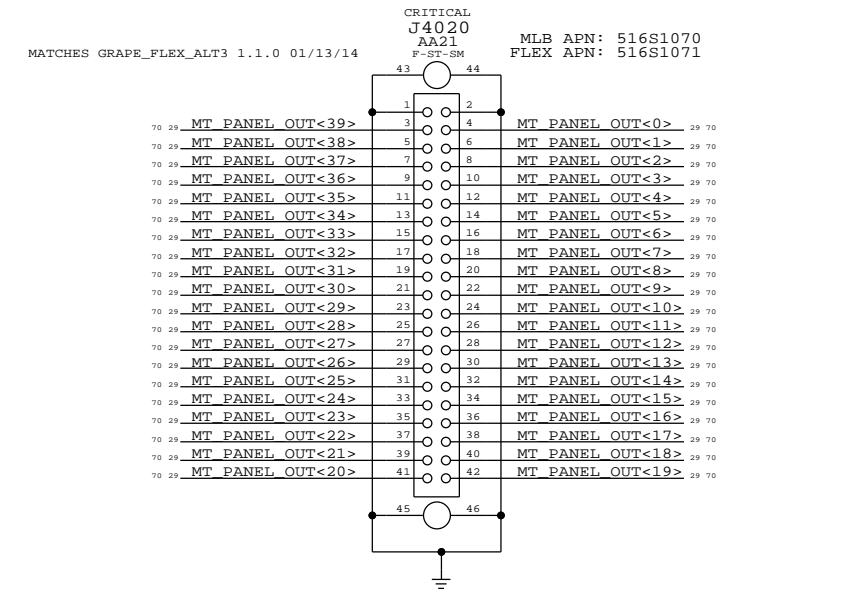 CRITICAL
J4020
AA21
F-ST-SM
MLB APN: 516S1070
FLEX APN: 516S1071
MATCHES GRAPE_FLEX_ALT3 1.1.0 01/13/14
43 44
1 2
70 29 MT_PANEL_OUT<39> 3 4 MT_PANEL_OUT<0> 29 70
70 29 MT_PANEL_OUT<38> 5 6 MT_PANEL_OUT<1> 29 70
70 29 MT_PANEL_OUT<37> 7 8 MT_PANEL_OUT<2> 29 70
70 29 MT_PANEL_OUT<36> 9 10 MT_PANEL_OUT<3> 29 70
70 29 MT_PANEL_OUT<35> 11 12 MT_PANEL_OUT<4> 29 70
70 29 MT_PANEL_OUT<34> 13 14 MT_PANEL_OUT<5> 29 70
70 29 MT_PANEL_OUT<33> 15 16 MT_PANEL_OUT<6> 29 70
70 29 MT_PANEL_OUT<32> 17 18 MT_PANEL_OUT<7> 29 70
70 29 MT_PANEL_OUT<31> 19 20 MT_PANEL_OUT<8> 29 70
70 29 MT_PANEL_OUT<30> 21 22 MT_PANEL_OUT<9> 29 70
70 29 MT_PANEL_OUT<29> 23 24 MT_PANEL_OUT<10> 29 70
70 29 MT_PANEL_OUT<28> 25 26 MT_PANEL_OUT<11> 29 70
70 29 MT_PANEL_OUT<27> 27 28 MT_PANEL_OUT<12> 29 70
70 29 MT_PANEL_OUT<26> 29 30 MT_PANEL_OUT<13> 29 70
70 29 MT_PANEL_OUT<25> 31 32 MT_PANEL_OUT<14> 29 70
70 29 MT_PANEL_OUT<24> 33 34 MT_PANEL_OUT<15> 29 70
70 29 MT_PANEL_OUT<23> 35 36 MT_PANEL_OUT<16> 29 70
70 29 MT_PANEL_OUT<22> 37 38 MT_PANEL_OUT<17> 29 70
70 29 MT_PANEL_OUT<21> 39 40 MT_PANEL_OUT<18> 29 70
70 29 MT_PANEL_OUT<20> 41 42 MT_PANEL_OUT<19> 29 70
45 46